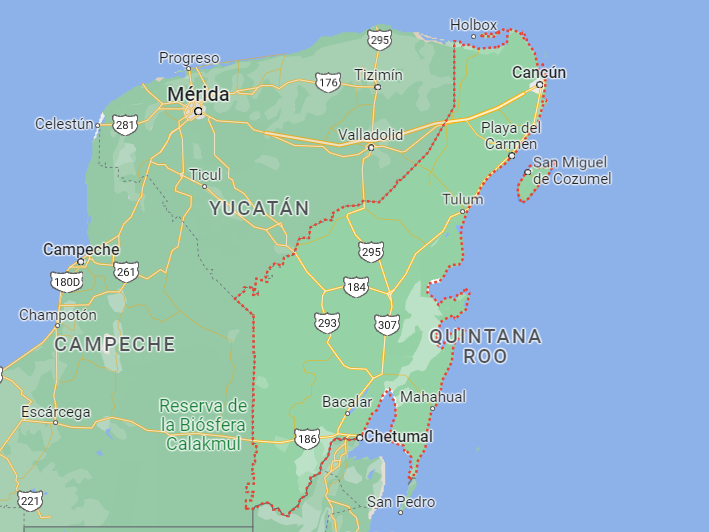 Holbox
295
Progreso
Cancún
Tizimín
176
Mérida
Celestún
281
Valladolid
Playa del
Carmen
San Miguel
de Cozumel
Ticul
Tulum
YUCATÁN
Campeche
295
261
180D
184
Champotón
293
307
QUINTANA
ROO
CAMPECHE
Bacalar
Mahahual
Reserva de
la Biósfera
Calakmul
Escárcega
186
Chetumal
221
San Pedro